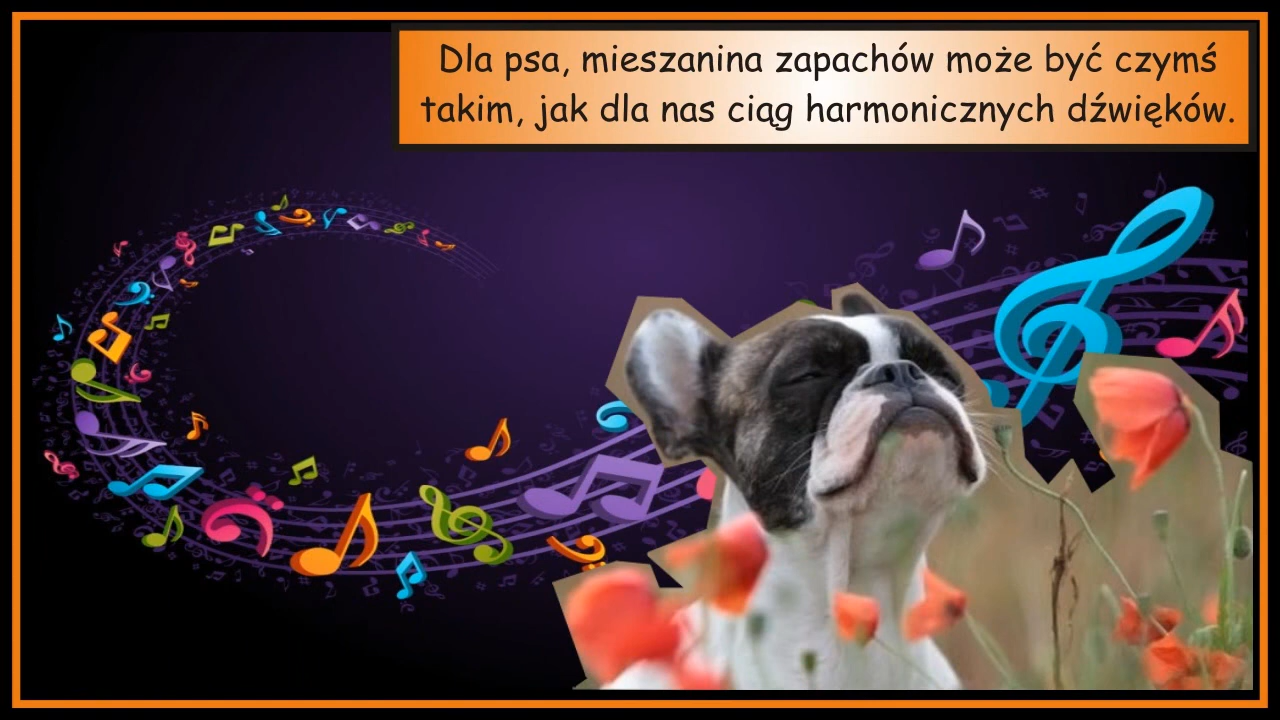 Dla psa, mieszanina zapachów może być czymś
takim, jak dla nas ciąg harmonicznych dźwięków.